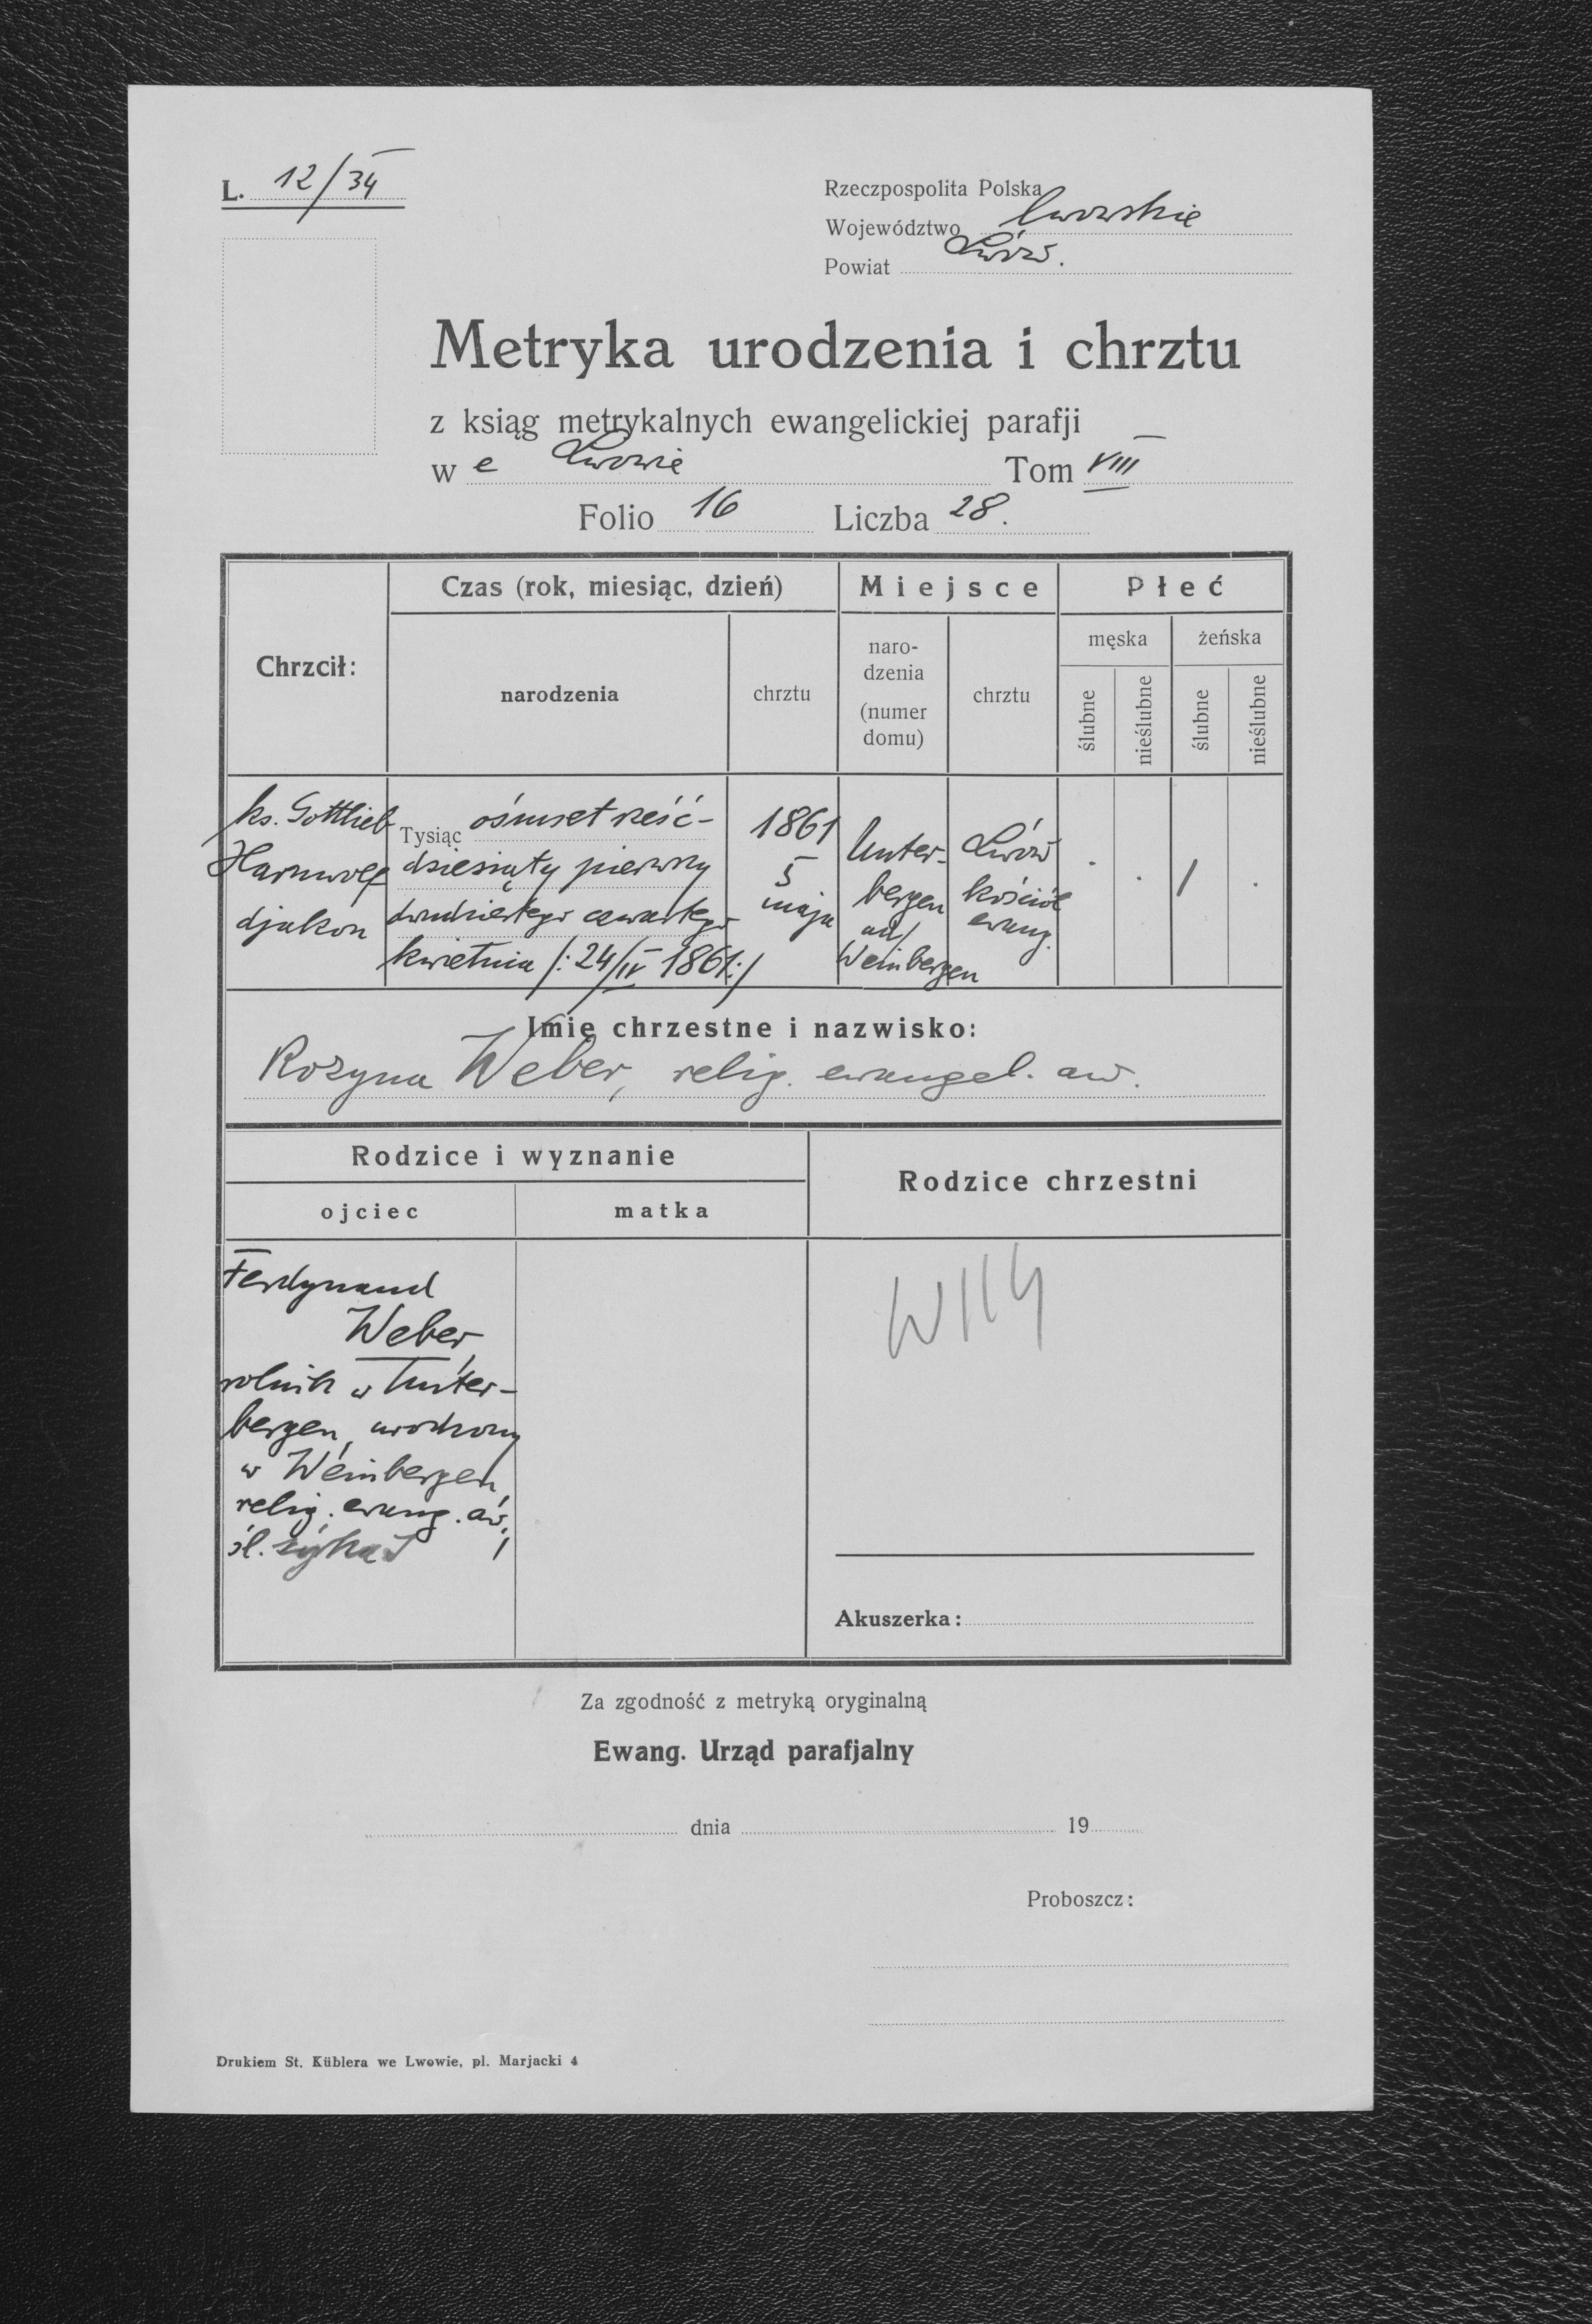 L. 12/34
Rzeczpospolita Polska
Województwo lwowskie
Powiat Lwów.
Metryka urodzenia i chrztu
z ksiąg metrykalnych ewangelickiej parafji
w e Lwowie Tom VIII
Folio 16 Liczba 28.
Chrzcił:
Czas (rok, miesiąc, dzień)
narodzenia
chrztu
Miejsce
naro-
dzenia
(numer
domu)
chrztu
Płeć
męska
żeńska
ślubne
nieślubne
ślubne
nieślubne
ks. Gottlieb
Harnwolf
djakon
Tysiąc ośmset sześć-
dziesiąty pierwszy
dwudziestego czwartego
kwietnia /: 24/IV 1861:/
1861
5
maja
Unter-
bergen
ad/
Weinbergen
Lwów
kościół
ewang.
. . / .
Imię chrzestne i nazwisko:
Rozyna Weber, relig. ewangel. aw.
Rodzice i wyznanie
ojciec
matka
Rodzice chrzestni
Ferdynand
Weber,
rolnik w Unter-
bergen, urodzony
w Weinbergen,
relig. ewang. aw.,
Akuszerka:
Za zgodność z metryką oryginalną
Ewang. Urząd parafjalny
dnia 19
Proboszcz:
Drukiem St. Küblera we Lwowie, pl. Marjacki 4